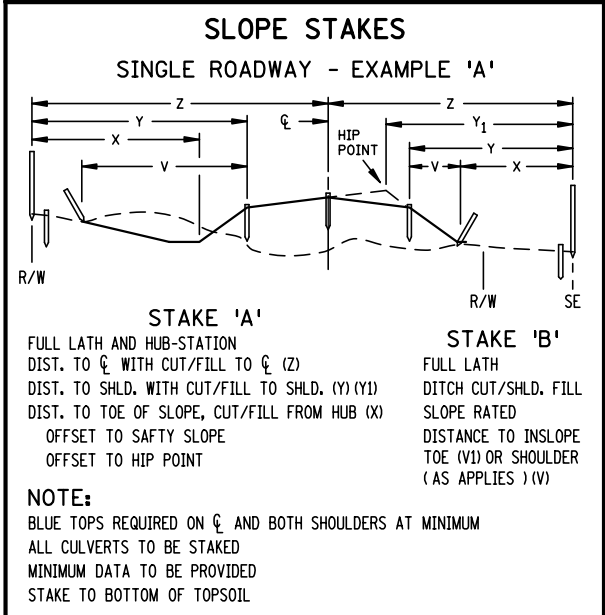 SLOPE STAKES
SINGLE ROADWAY - EXAMPLE 'A'
Z Z
Y ℄ Y1
X HIP POINT Y
V V X
R/W R/W SE
STAKE 'A'
FULL LATH AND HUB-STATION
DIST. TO ℄ WITH CUT/FILL TO ℄ (Z)
DIST. TO SHLD. WITH CUT/FILL TO SHLD. (Y)(Y1)
DIST. TO TOE OF SLOPE, CUT/FILL FROM HUB (X)
OFFSET TO SAFTY SLOPE
OFFSET TO HIP POINT
STAKE 'B'
FULL LATH
DITCH CUT/SHLD. FILL
SLOPE RATED
DISTANCE TO INSLOPE
TOE (V1) OR SHOULDER
( AS APPLIES )(V)
NOTE:
BLUE TOPS REQUIRED ON ℄ AND BOTH SHOULDERS AT MINIMUM
ALL CULVERTS TO BE STAKED
MINIMUM DATA TO BE PROVIDED
STAKE TO BOTTOM OF TOPSOIL